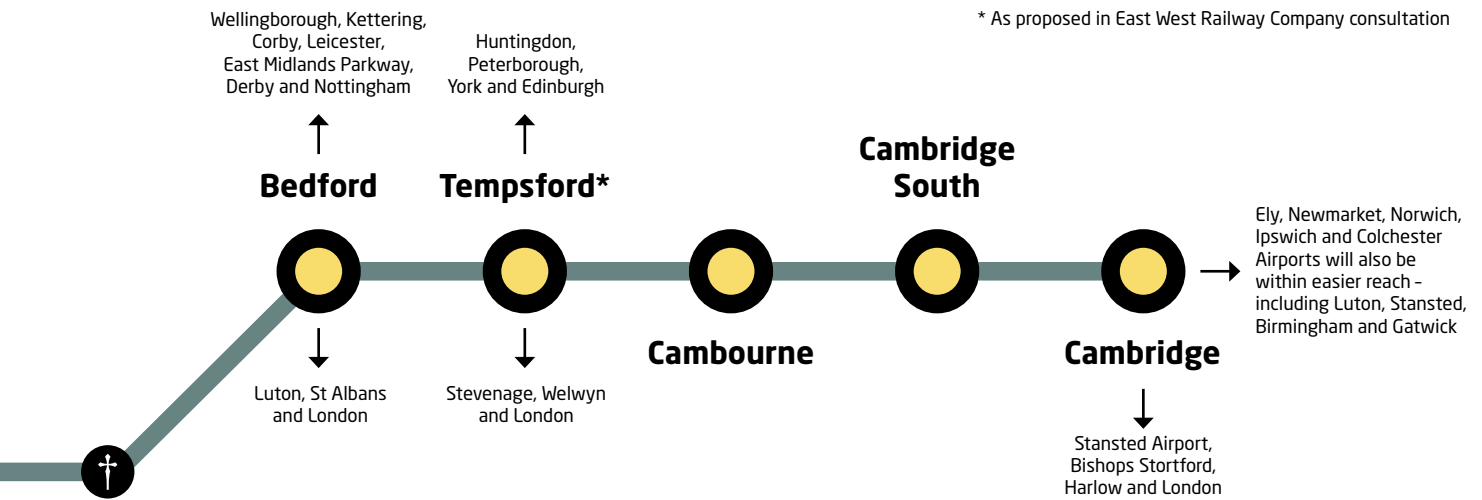 * As proposed in East West Railway Company consultation
Wellingborough, Kettering,
Corby, Leicester,
East Midlands Parkway,
Derby and Nottingham
Huntingdon,
Peterborough,
York and Edinburgh
Bedford
Tempsford*
Cambridge
South
Cambourne
Cambridge
Ely, Newmarket, Norwich,
Ipswich and Colchester
Airports will also be
within easier reach –
including Luton, Stansted,
Birmingham and Gatwick
Luton, St Albans
and London
Stevenage, Welwyn
and London
Stansted Airport,
Bishops Stortford,
Harlow and London
†